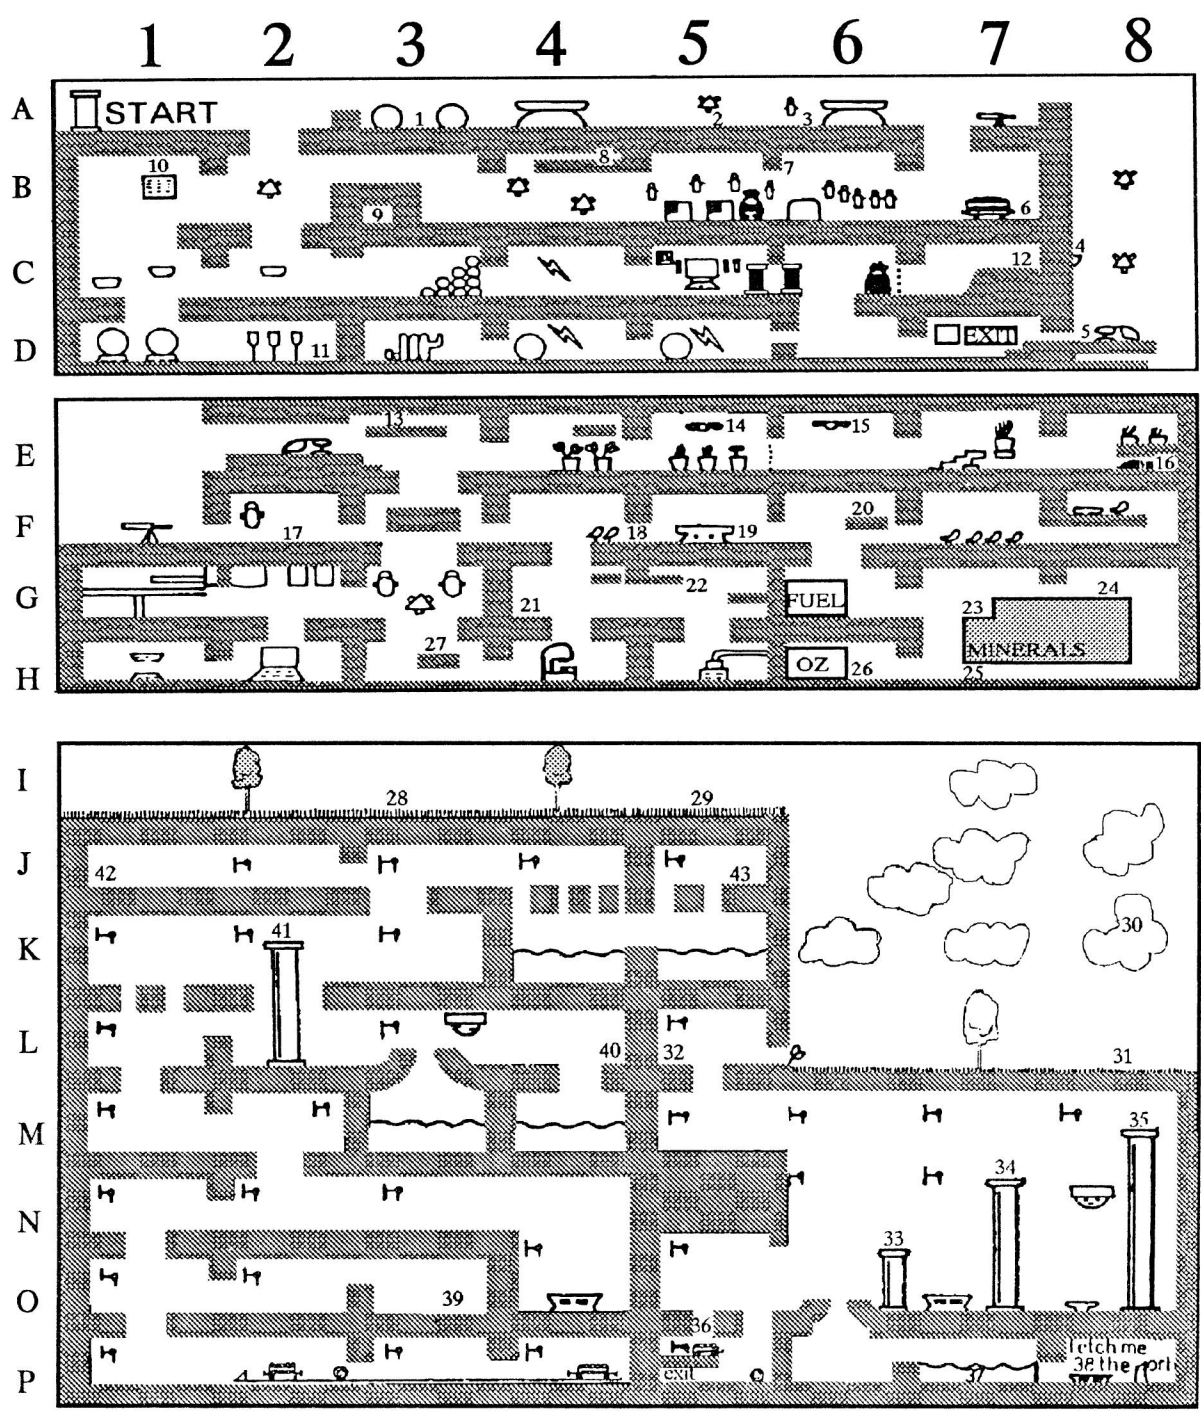 1 2 3 4 5 6 7 8
A START 1 2 3
B 10 9 8 7 6
C 12 4
D 11 EXIT 5
E 13 14 15 16
F 17 18 19 20
G 21 22 FUEL 23 24
H 27 OZ 26 MINERALS 25
I 28 29
J 42 43
K 41 30
L 40 32 31
M 35
N 34 33
O 39
P 36 exit 37 fetch me
38 the